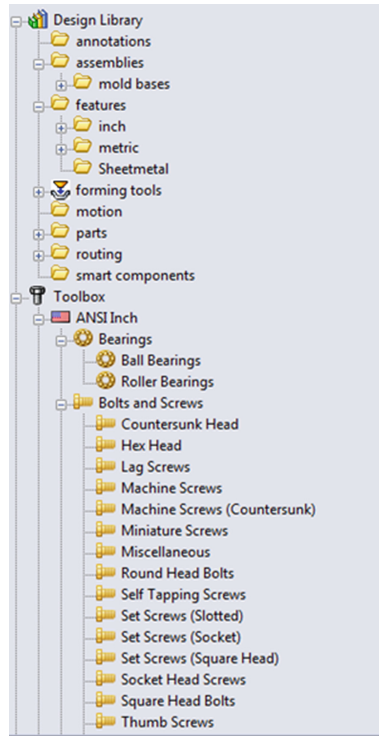 Design Library
annotations
assemblies
mold bases
features
inch
metric
Sheetmetal
forming tools
motion
parts
routing
smart components
Toolbox
ANSI Inch
Bearings
Ball Bearings
Roller Bearings
Bolts and Screws
Countersunk Head
Hex Head
Lag Screws
Machine Screws
Machine Screws (Countersunk)
Miniature Screws
Miscellaneous
Round Head Bolts
Self Tapping Screws
Set Screws (Slotted)
Set Screws (Socket)
Set Screws (Square Head)
Socket Head Screws
Square Head Bolts
Thumb Screws